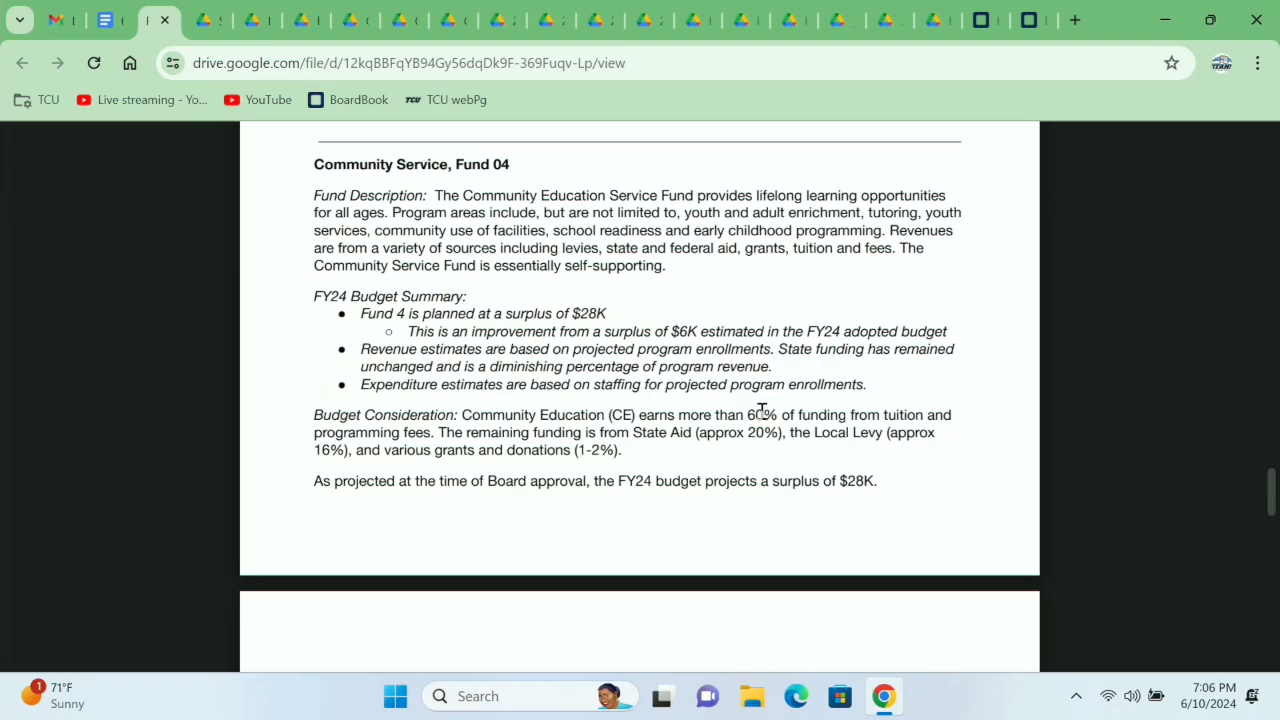 drive.google.com/file/d/12kqBBFqYB94Gy56dqDk9F-369Fuqv-Lp/view
TCU Live streaming - Yo... YouTube BoardBook TCU TCU webPg
Community Service, Fund 04
Fund Description: The Community Education Service Fund provides lifelong learning opportunities
for all ages. Program areas include, but are not limited to, youth and adult enrichment, tutoring, youth
services, community use of facilities, school readiness and early childhood programming. Revenues
are from a variety of sources including levies, state and federal aid, grants, tuition and fees. The
Community Service Fund is essentially self-supporting.
FY24 Budget Summary:
● Fund 4 is planned at a surplus of $28K
○ This is an improvement from a surplus of $6K estimated in the FY24 adopted budget
● Revenue estimates are based on projected program enrollments. State funding has remained
unchanged and is a diminishing percentage of program revenue.
● Expenditure estimates are based on staffing for projected program enrollments.
Budget Consideration: Community Education (CE) earns more than 60% of funding from tuition and
programming fees. The remaining funding is from State Aid (approx 20%), the Local Levy (approx
16%), and various grants and donations (1-2%).
As projected at the time of Board approval, the FY24 budget projects a surplus of $28K.
1 71°F
Sunny
Search
7:06 PM
6/10/2024